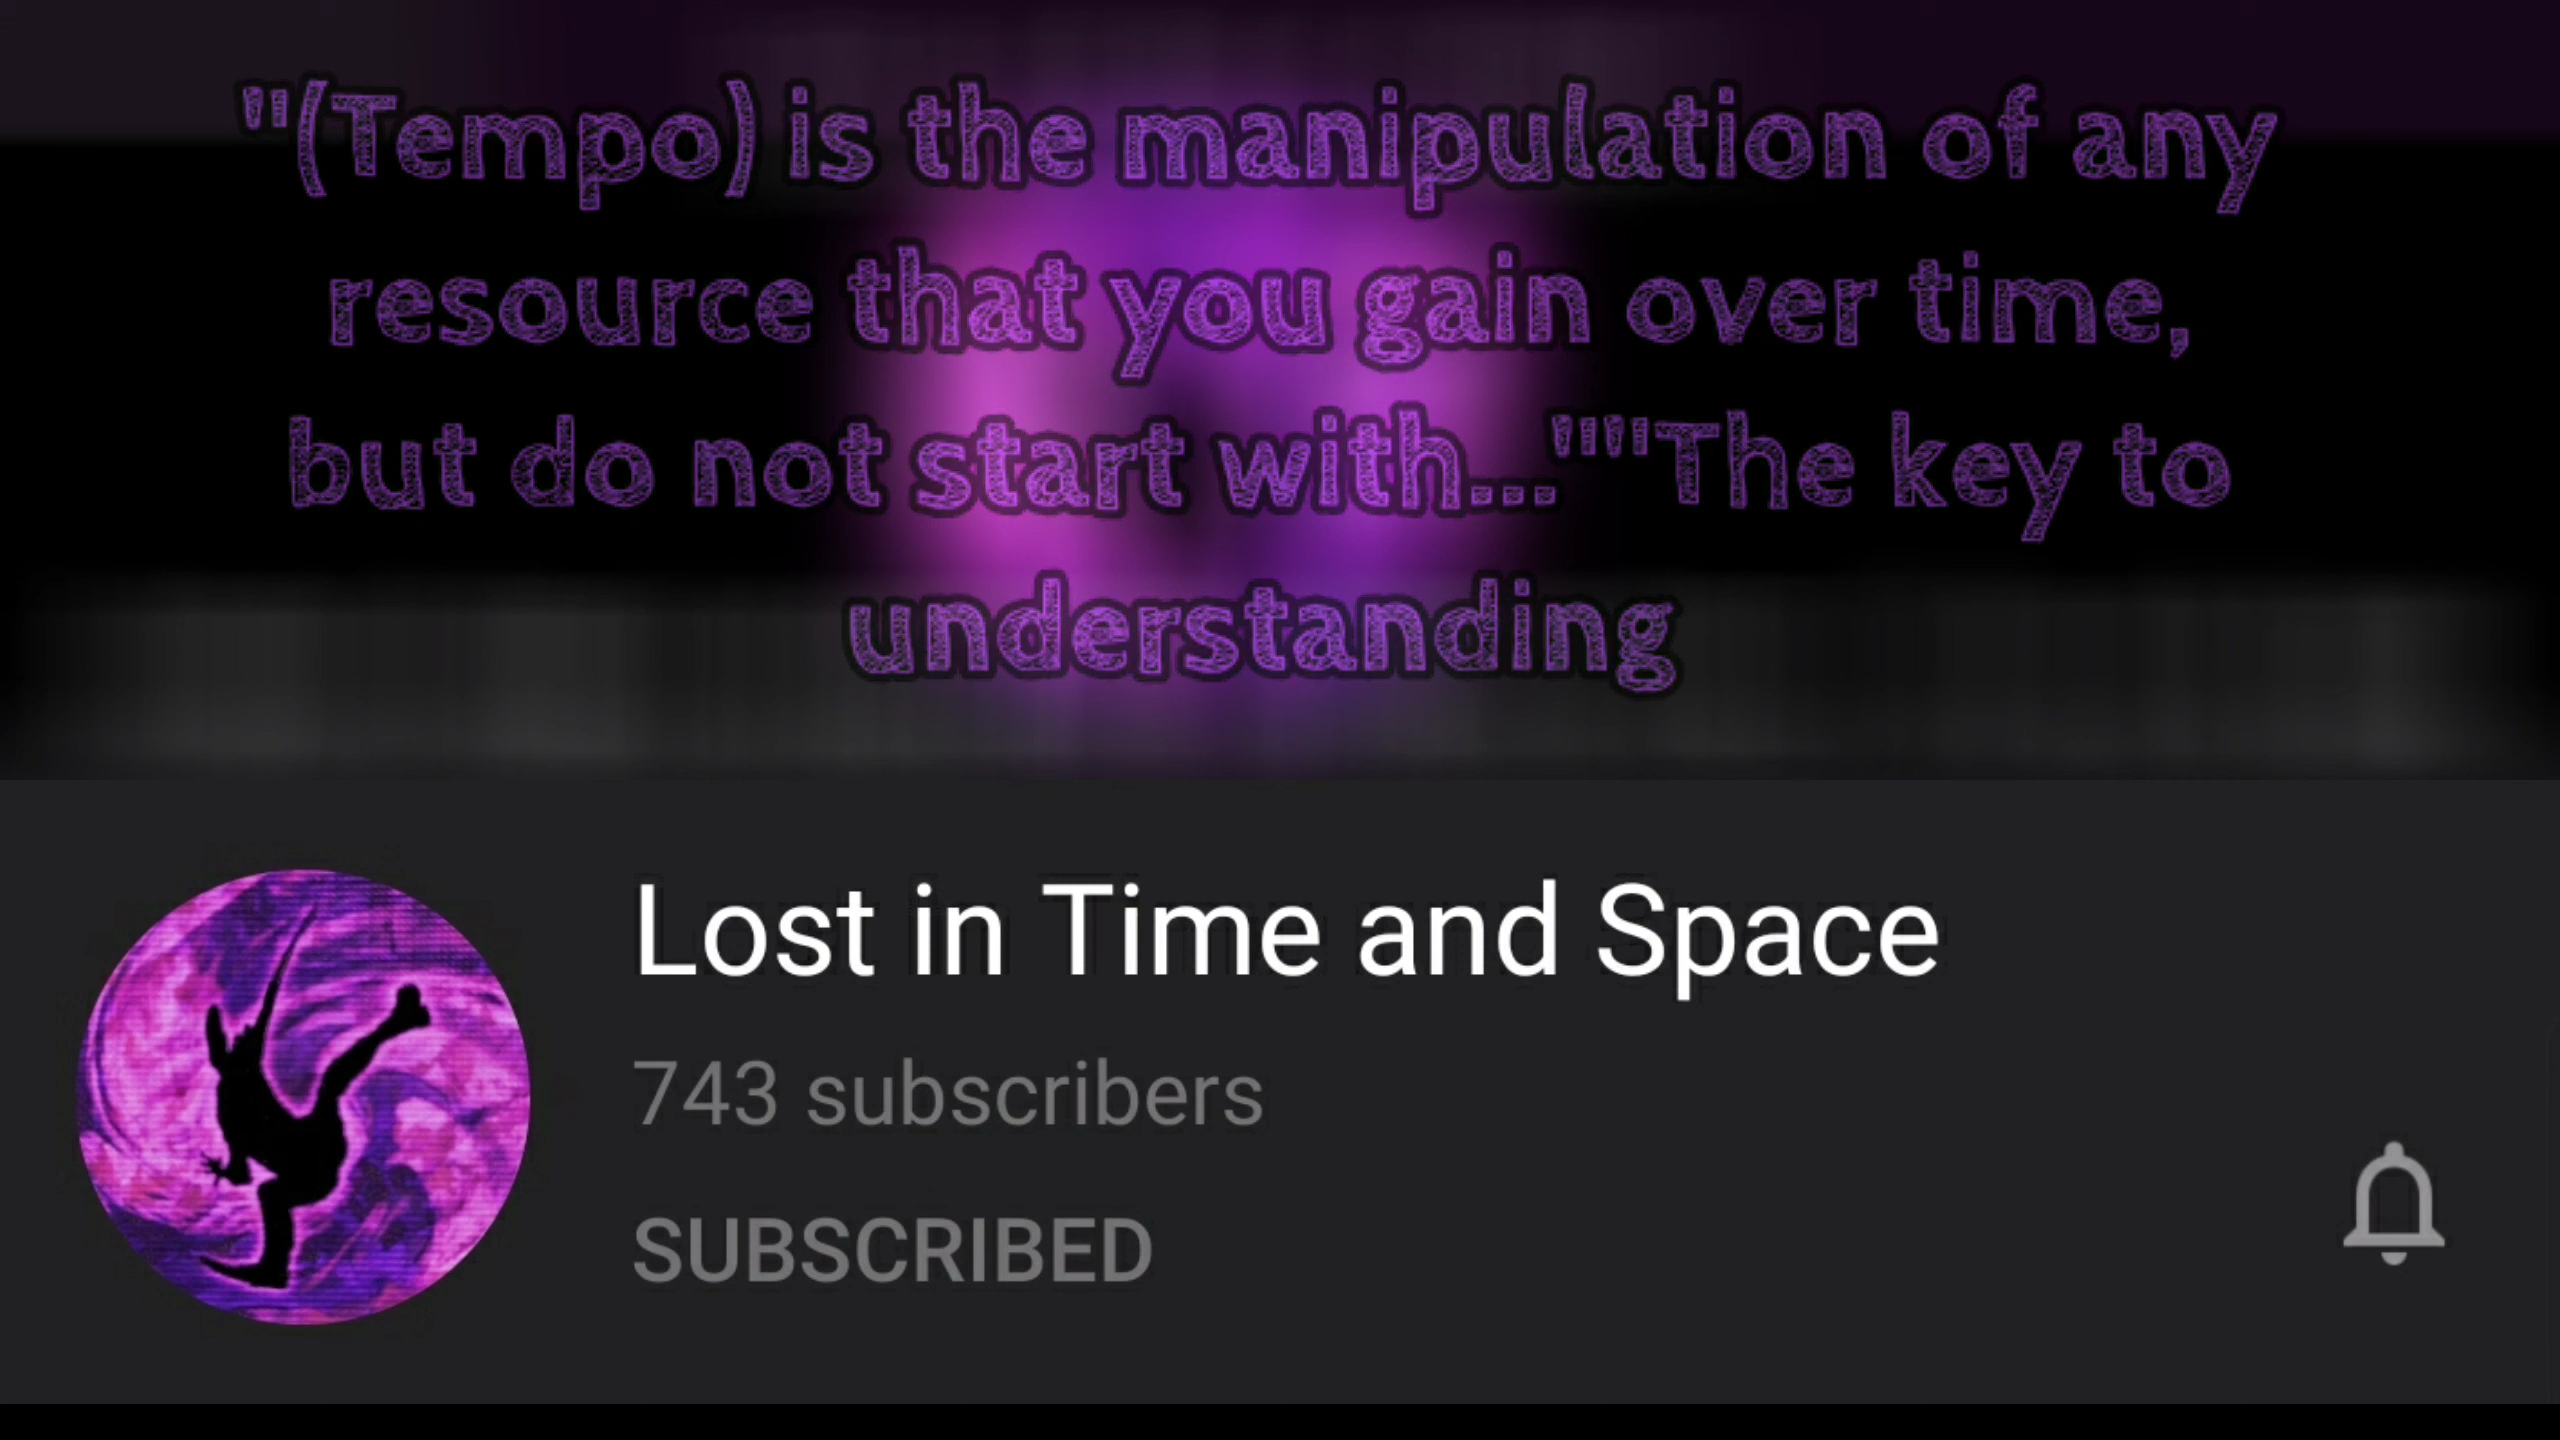 "(Tempo) is the manipulation of any
resource that you gain over time,
but do not start with...""'The key to
understanding
Lost in Time and Space
743 subscribers
SUBSCRIBED